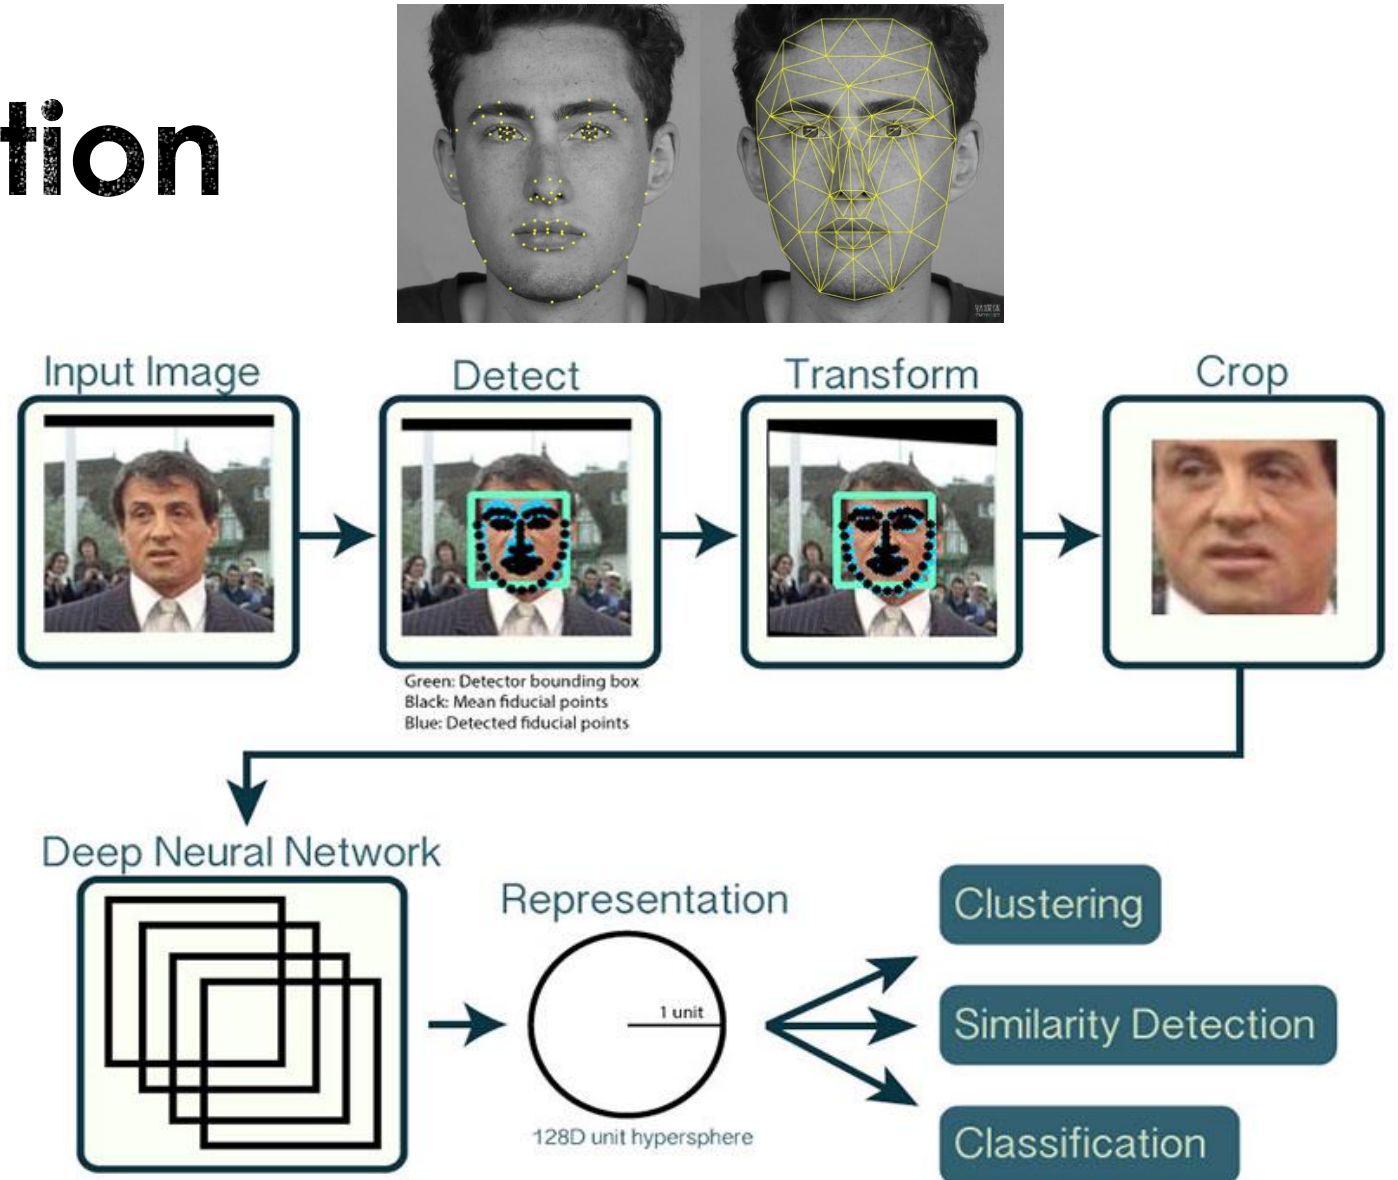 tion
Input Image
Detect
Transform
Crop
Green: Detector bounding box
Black: Mean fiducial points
Blue: Detected fiducial points
Deep Neural Network
Representation
1 unit
128D unit hypersphere
Clustering
Similarity Detection
Classification